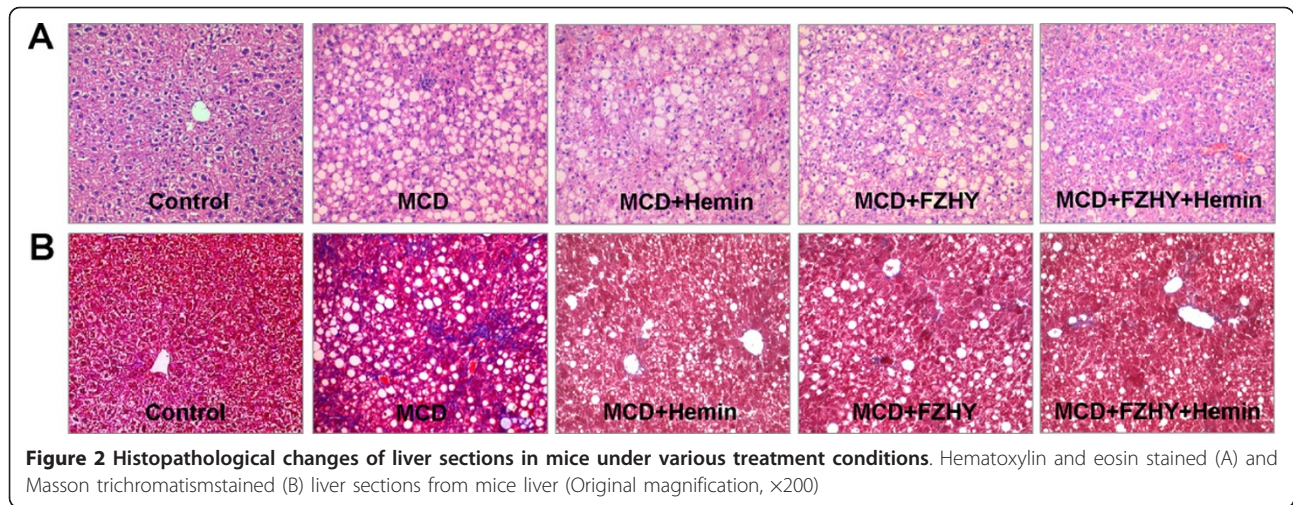 A
Control
MCD
MCD+Hemin
MCD+FZHY
MCD+FZHY+Hemin
B
Control
MCD
MCD+Hemin
MCD+FZHY
MCD+FZHY+Hemin
Figure 2 Histopathological changes of liver sections in mice under various treatment conditions. Hematoxylin and eosin stained (A) and
Masson trichromatismstained (B) liver sections from mice liver (Original magnification, ×200)